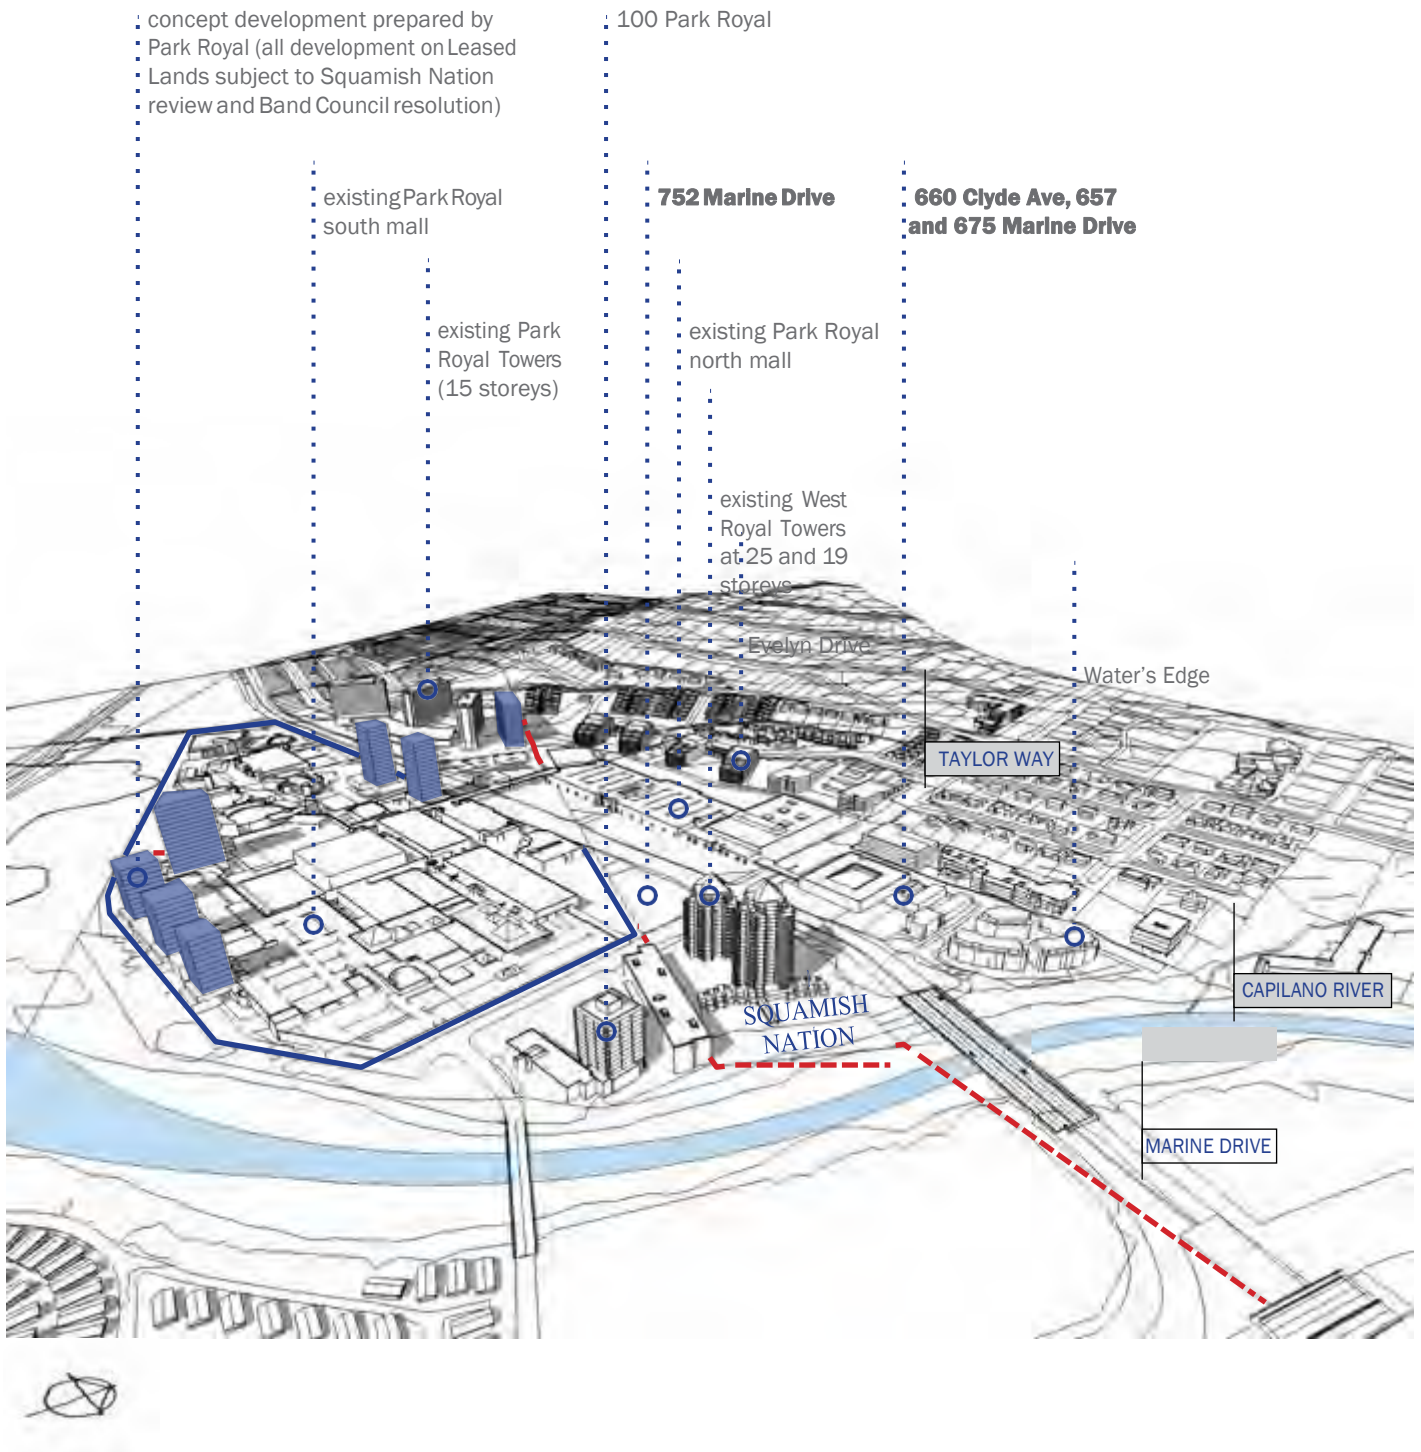 concept development prepared by
Park Royal (all development on Leased
Lands subject to Squamish Nation
review and Band Council resolution)
100 Park Royal
existing Park Royal
south mall
752 Marine Drive
660 Clyde Ave, 657
and 675 Marine Drive
existing Park
Royal Towers
(15 storeys)
existing Park Royal
north mall
existing West
Royal Towers
at 25 and 19
storeys
Evelyn Drive
Water's Edge
TAYLOR WAY
CAPILANO RIVER
SQUAMISH
NATION
MARINE DRIVE